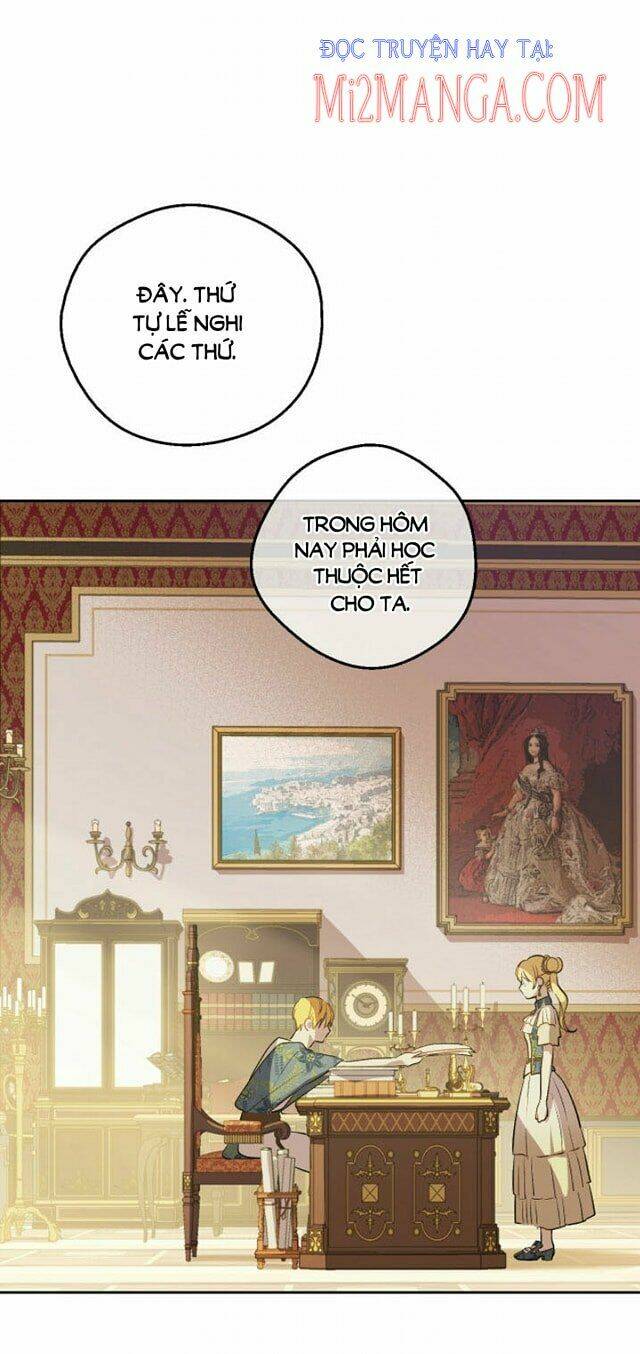 ĐỌC TRUYỆN HAY TẠI:
MI2MANGA.COM
ĐÂY. THỨ
TỰ LỄ NGHI
CÁC THỨ.
TRONG HÔM
NAY PHẢI HỌC
THUỘC HẾT
CHO TA.